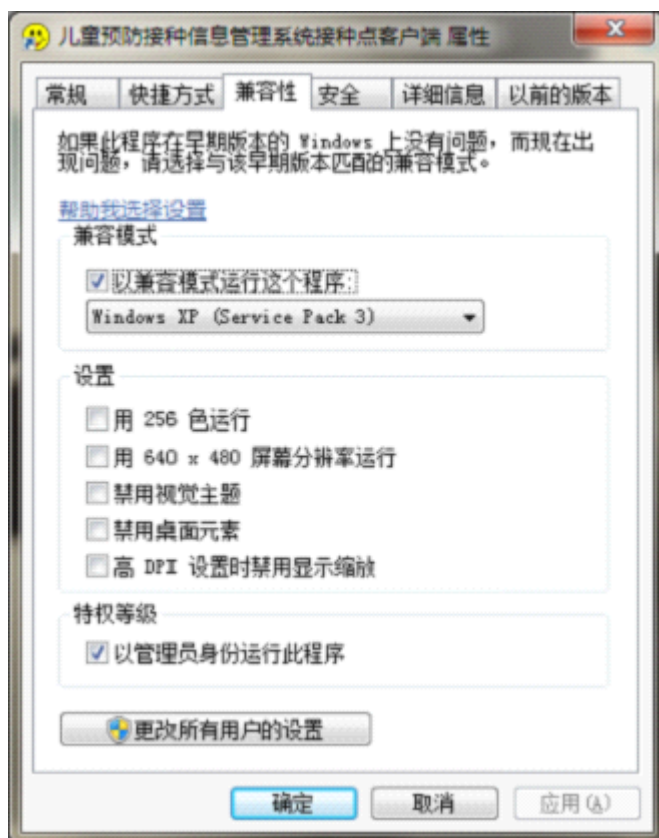 儿童预防接种信息管理系统接种点客户端 属性
常规 快捷方式 兼容性 安全 详细信息 以前的版本
如果此程序在早期版本的 Windows 上没有问题，而现在出
现问题，请选择与该早期版本匹配的兼容模式。
帮助我选择设置
兼容模式
以兼容模式运行这个程序:
Windows XP (Service Pack 3)
设置
用 256 色运行
用 640 x 480 屏幕分辨率运行
禁用视觉主题
禁用桌面元素
高 DPI 设置时禁用显示缩放
特权等级
以管理员身份运行此程序
更改所有用户的设置
确定 取消 应用(A)